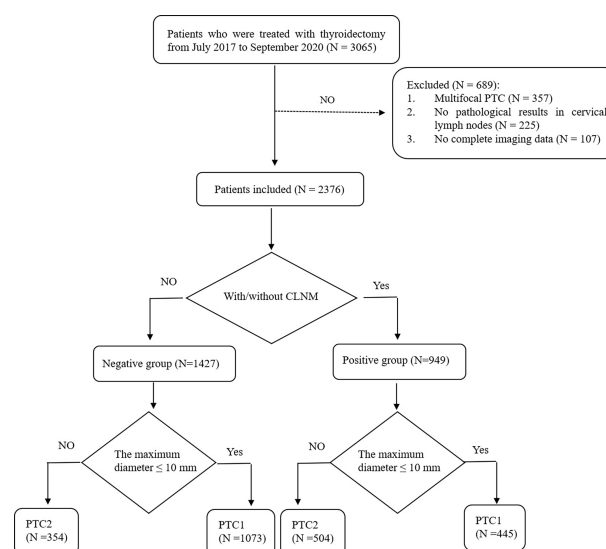 Patients who were treated with thyroidectomy
from July 2017 to September 2020 (N = 3065)
NO
Excluded (N = 689):
1. Multifocal PTC (N = 357)
2. No pathological results in cervical
lymph nodes (N = 225)
3. No complete imaging data (N = 107)
Patients included (N = 2376)
With/without CLNM
NO
Yes
Negative group (N=1427)
Positive group (N=949)
NO
The maximum
diameter ≤ 10 mm
Yes
NO
The maximum
diameter ≤ 10 mm
Yes
PTC2
(N =354)
PTC1
(N =1073)
PTC2
(N =504)
PTC1
(N =445)